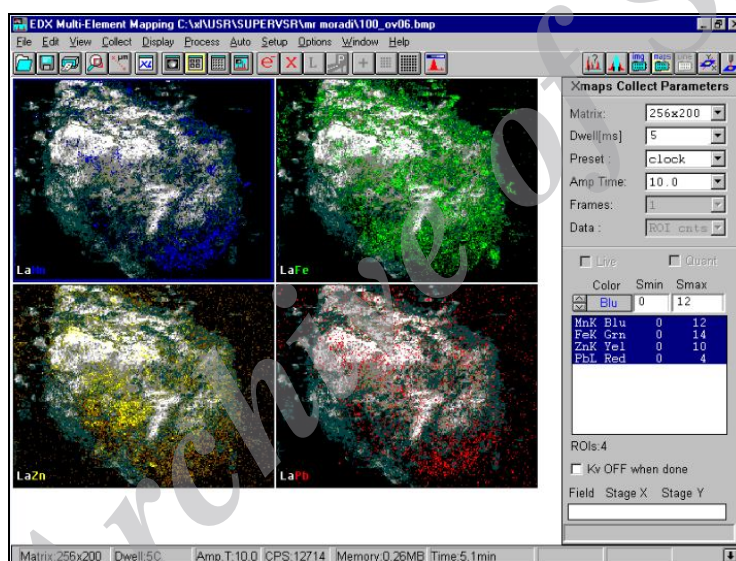 EDX Multi-Element Mapping C:\xl\USR\SUPERVSR\mr moradi\100_ov06.bmp
File Edit View Collect Display Process Auto Setup Options Window Help
Xmaps Collect Parameters
Matrix: 256x200
Dwell[ms] 5
Preset : clock
Amp Time: 10.0
Frames: 1
Data : ROI cnts
Live Quant
Color Smin Smax
Blu 0 12
MnK Blu 0 12
FeK Grn 0 14
ZnK Yel 0 10
PbL Red 0 4
ROIs:4
Kv OFF when done
Field Stage X Stage Y
LaMn
LaFe
LaZn
LaPb
Matrix:256x200 Dwell:5C Amp.T:10.0 CPS:12714 Memory:0.26MB Time:5.1min
Archive of S